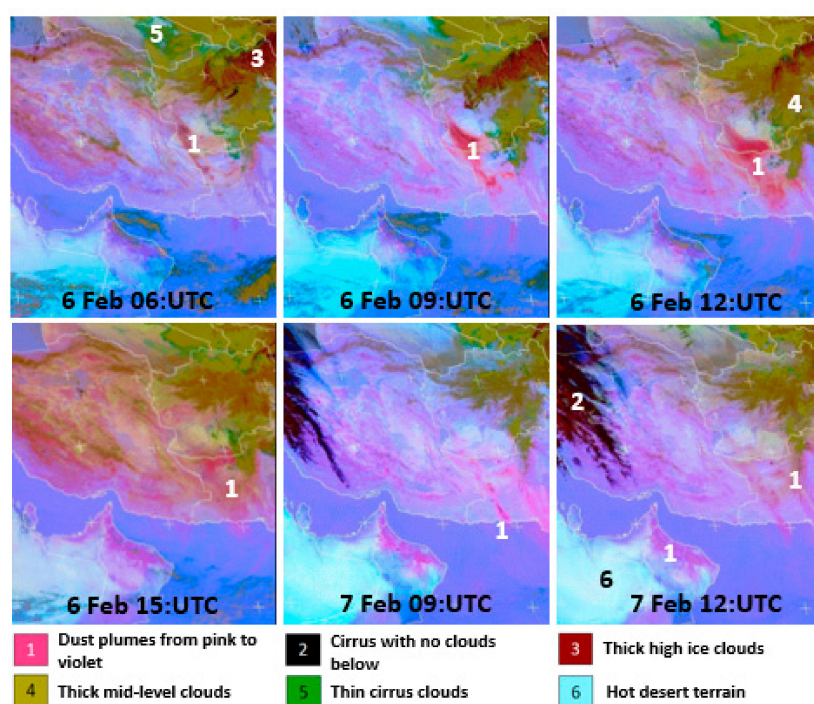 5
3
1
6 Feb 06:UTC
1
6 Feb 09:UTC
4
1
6 Feb 12:UTC
1
6 Feb 15:UTC
1
7 Feb 09:UTC
2
1
1
6
7 Feb 12:UTC
1 Dust plumes from pink to
violet
2 Cirrus with no clouds
below
3 Thick high ice clouds
4 Thick mid-level clouds
5 Thin cirrus clouds
6 Hot desert terrain